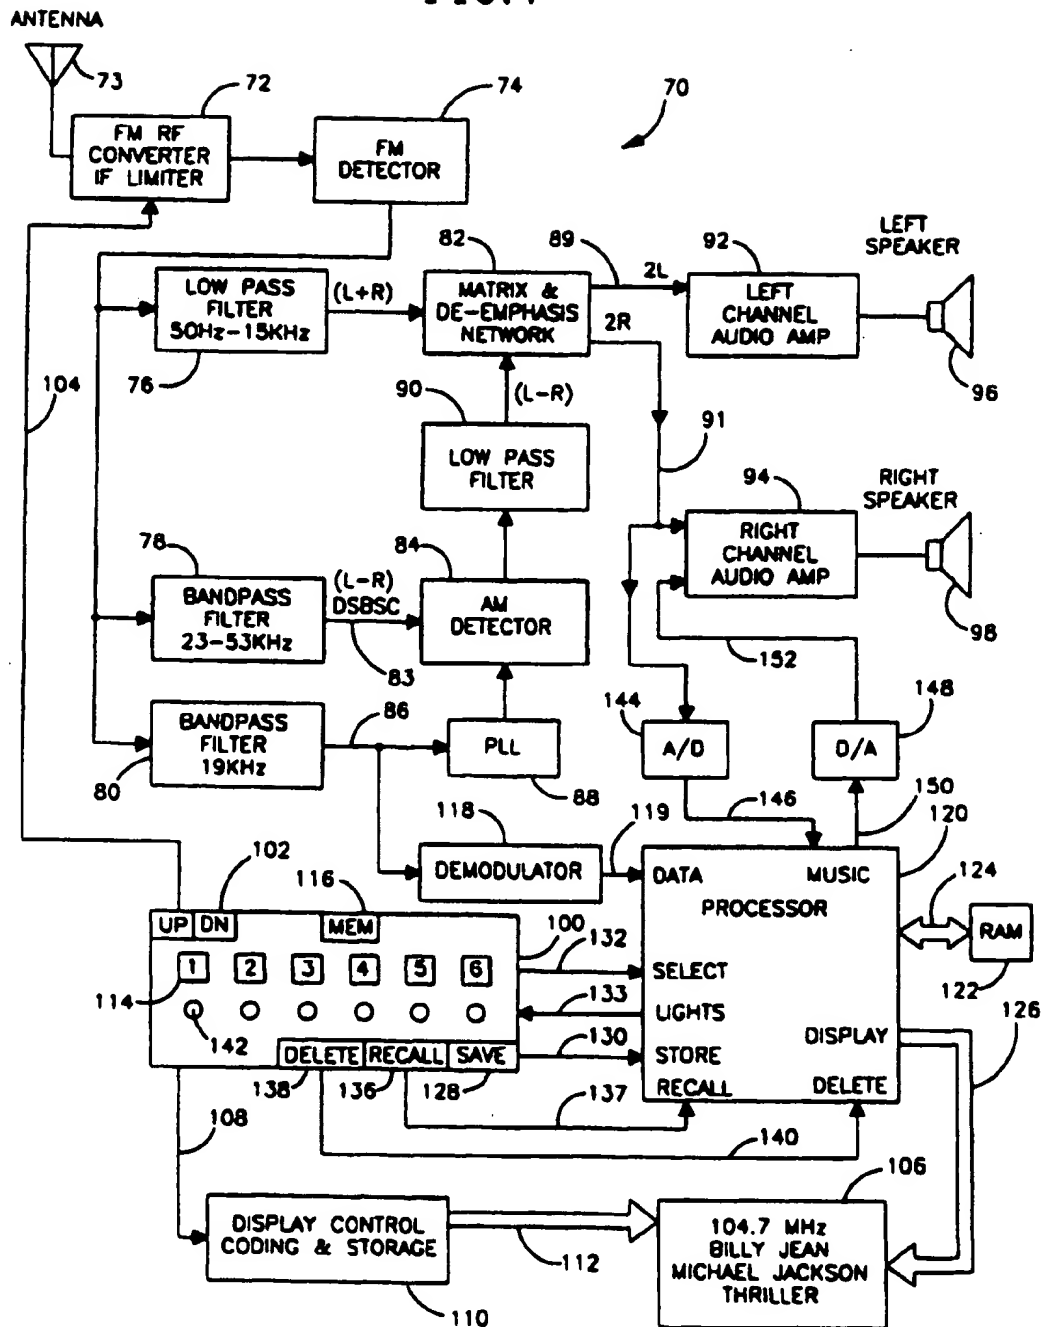 ANTENNA
73
72
74
70
FM RF
CONVERTER
IF LIMITER
FM
DETECTOR
82
89
92
LEFT
SPEAKER
LOW PASS
FILTER
50Hz-15KHz
(L+R)
MATRIX &
DE-EMPHASIS
NETWORK
2L
2R
LEFT
CHANNEL
AUDIO AMP
76
104
96
90
(L-R)
91
LOW PASS
FILTER
94
RIGHT
SPEAKER
RIGHT
CHANNEL
AUDIO AMP
78
84
BANDPASS
FILTER
23-53KHz
(L-R)
DSBSC
AM
DETECTOR
83
98
152
BANDPASS
FILTER
19KHz
86
PLL
144
A/D
148
D/A
80
88
146
150
120
118
119
DEMODULATOR
DATA
MUSIC
PROCESSOR
124
RAM
122
102
116
UP
DN
MEM
100
132
1
2
3
4
5
6
SELECT
114
133
LIGHTS
142
DISPLAY
126
DELETE
RECALL
SAVE
130
STORE
138
136
128
RECALL
DELETE
137
108
140
106
DISPLAY CONTROL
CODING & STORAGE
112
104.7 MHz
BILLY JEAN
MICHAEL JACKSON
THRILLER
110